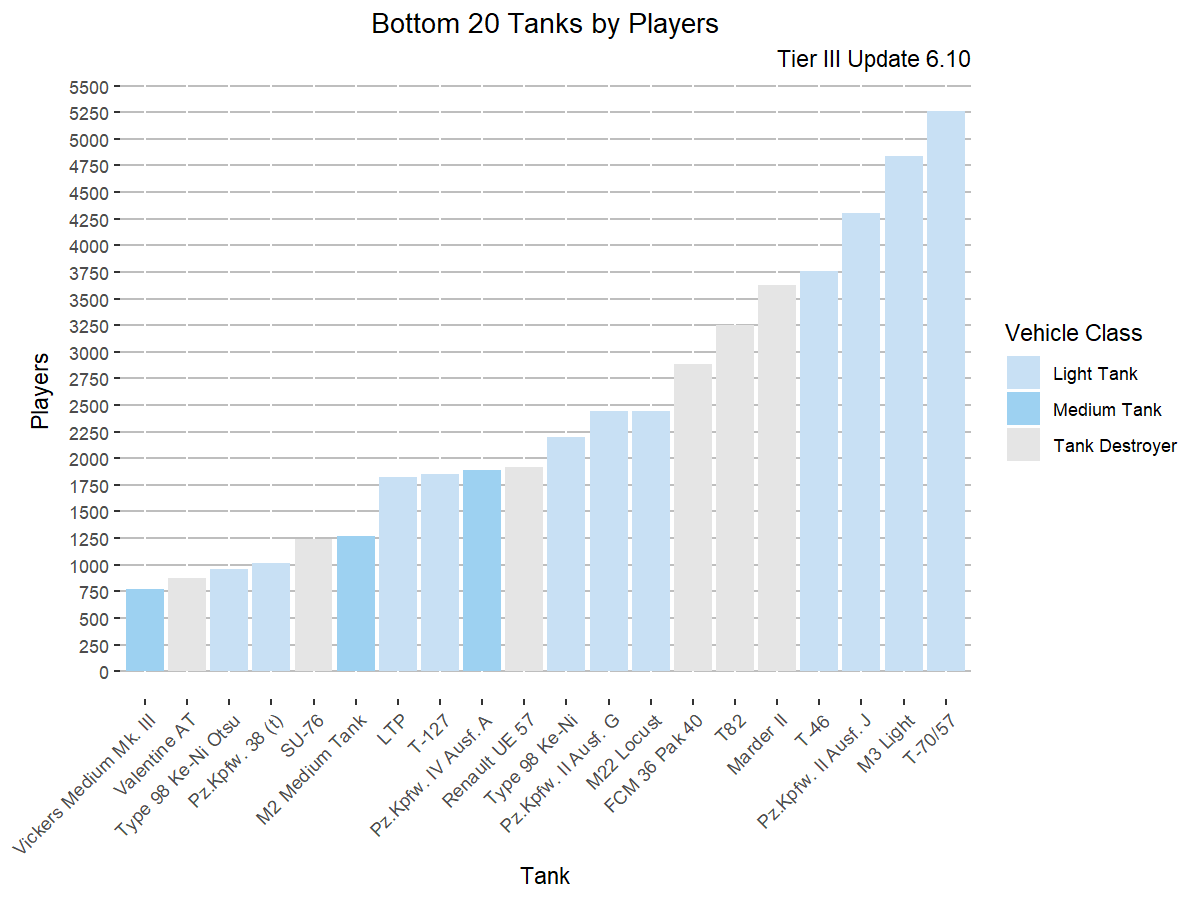 Bottom 20 Tanks by Players
Tier III Update 6.10
5500
5250
5000
4750
4500
4250
4000
3750
3500
3250
3000
2750
2500
2250
2000
1750
1500
1250
1000
750
500
250
0
Players
Vickers Medium Mk. III
Valentine AT
Type 98 Ke-Ni Otsu
Pz.Kpfw. 38 (t)
SU-76
M2 Medium Tank
LTP
T-127
Pz.Kpfw. IV Ausf. A
Renault UE 57
Type 98 Ke-Ni
Pz.Kpfw. II Ausf. G
M22 Locust
FCM 36 Pak 40
T82
Marder II
T-46
Pz.Kpfw. II Ausf. J
M3 Light
T-70/57
Tank
Vehicle Class
Light Tank
Medium Tank
Tank Destroyer